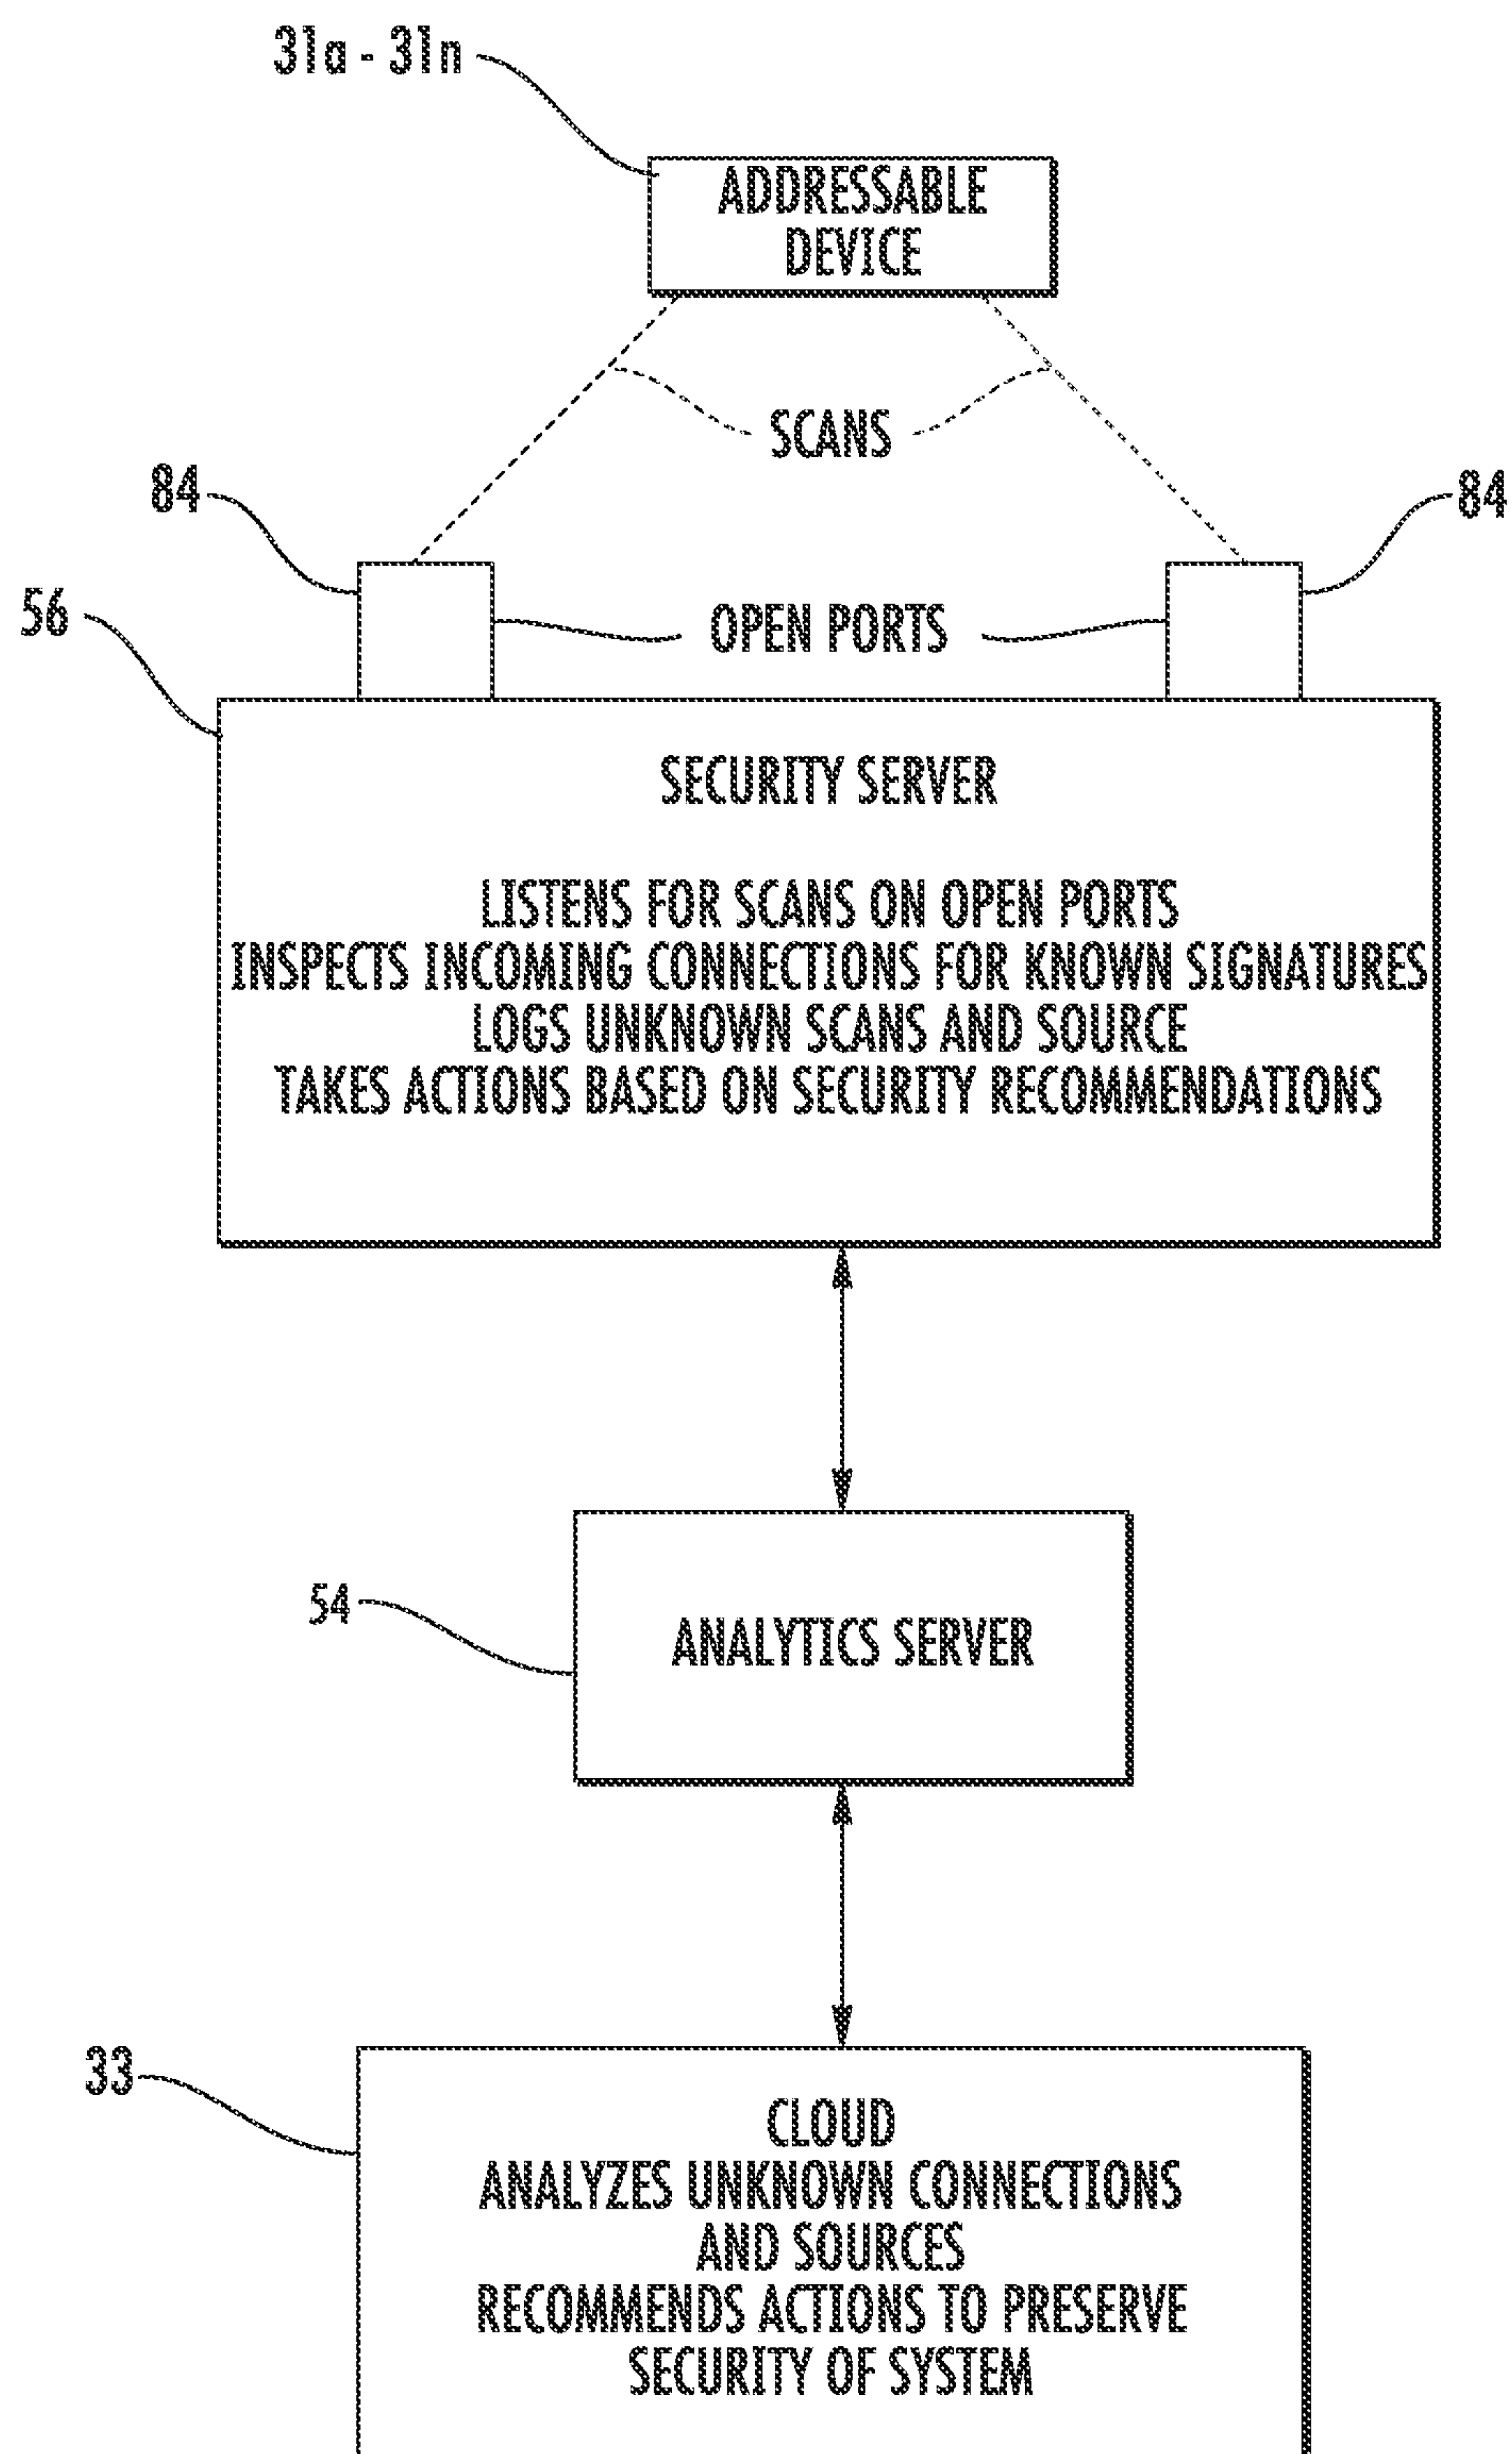 31a - 31n
ADDRESSABLE
DEVICE
SCANS
84
84
56
OPEN PORTS
SECURITY SERVER
LISTENS FOR SCANS ON OPEN PORTS
INSPECTS INCOMING CONNECTIONS FOR KNOWN SIGNATURES
LOGS UNKNOWN SCANS AND SOURCE
TAKES ACTIONS BASED ON SECURITY RECOMMENDATIONS
54
ANALYTICS SERVER
33
CLOUD
ANALYZES UNKNOWN CONNECTIONS
AND SOURCES
RECOMMENDS ACTIONS TO PRESERVE
SECURITY OF SYSTEM